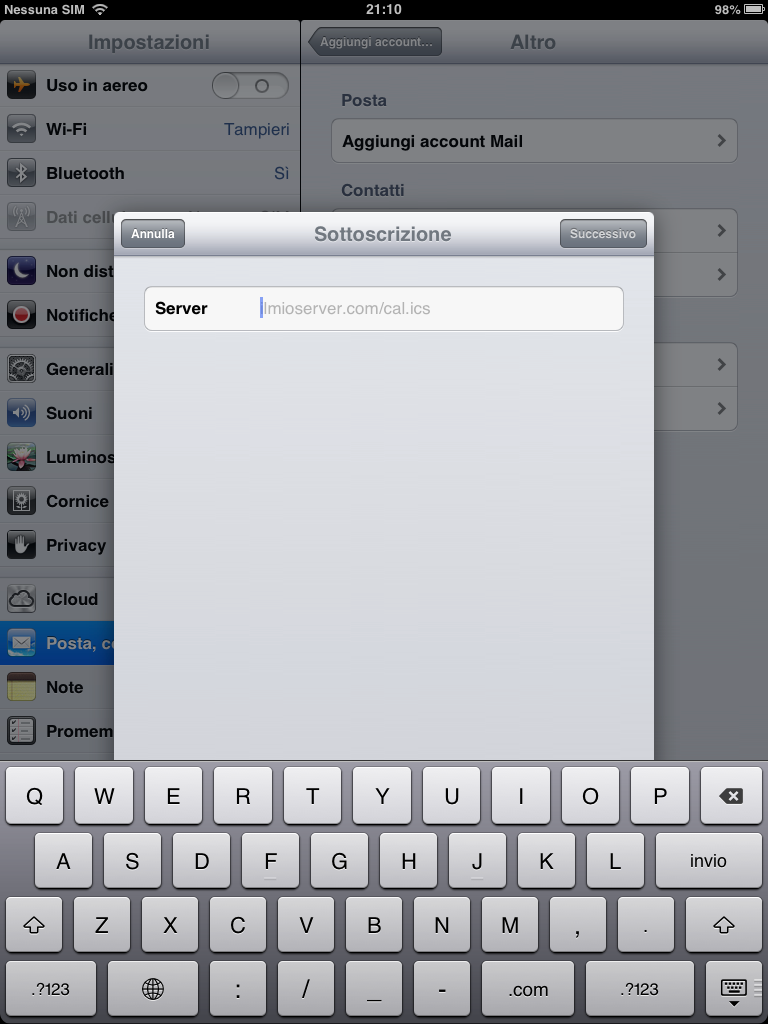 Nessuna SIM 21:10 98%
Impostazioni
Aggiungi account... Altro
Uso in aereo
Wi-Fi Tampieri
Bluetooth Sì
Dati cell
Non dist
Notifiche
Generali
Suoni
Luminos
Cornice
Privacy
iCloud
Posta, co
Note
Promem
Posta
Aggiungi account Mail
Contatti
Annulla Sottoscrizione Successivo
Server ilmioserver.com/cal.ics
Q W E R T Y U I O P
A S D F G H J K L invio
Z X C V B N M , .
.?123 : / _ - .com .?123